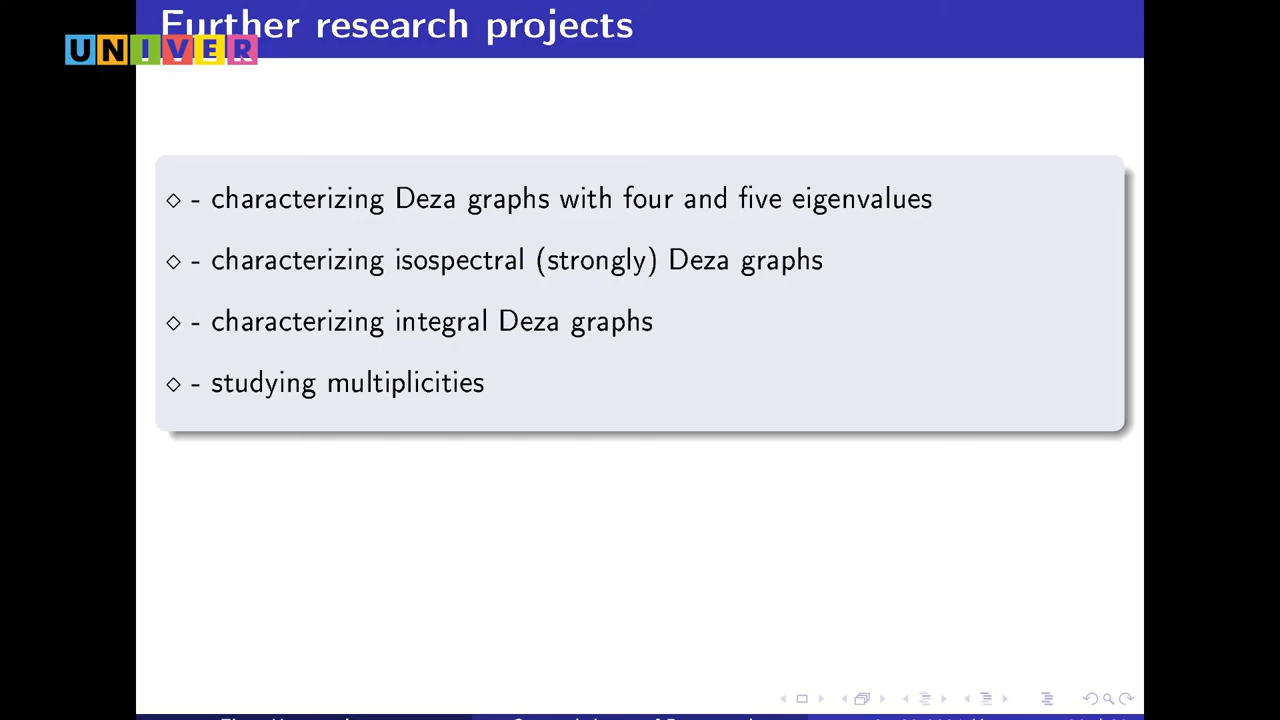 Further research projects
UNIVER
- characterizing Deza graphs with four and five eigenvalues
- characterizing isospectral (strongly) Deza graphs
- characterizing integral Deza graphs
- studying multiplicities